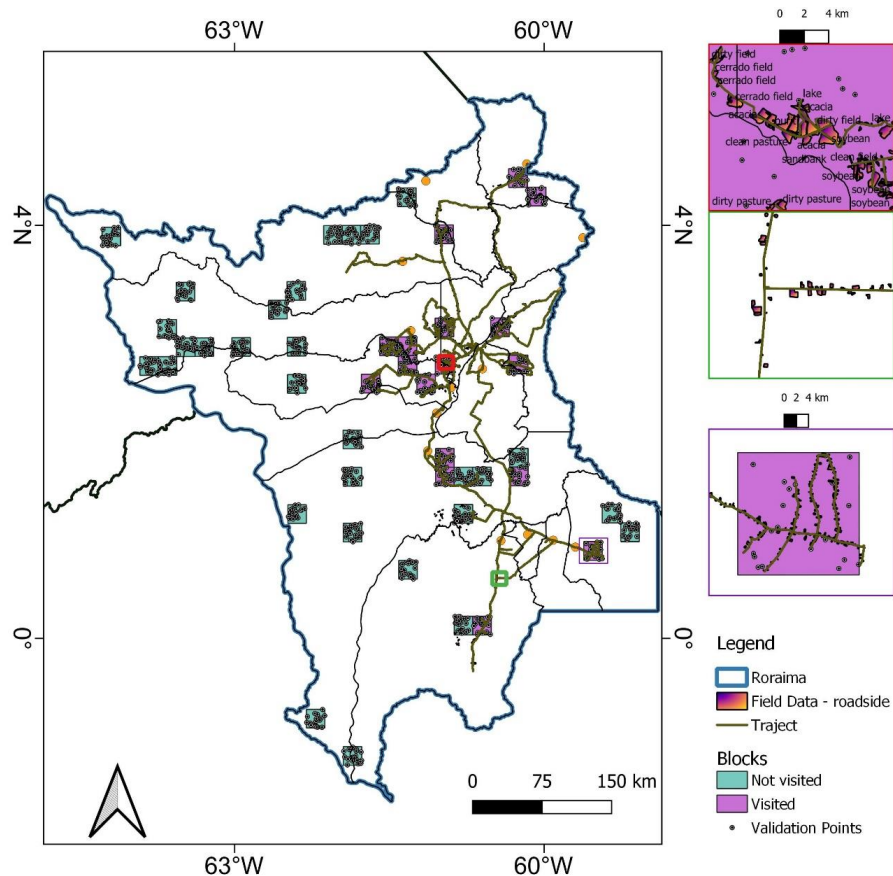 63°W 60°W
0 2 4 km
dirty field
cerrado field
cerrado field
lake
cerrado field
acacia
acacia
dirty field
lake
soybean
clean pasture
acacia
sandbank
clean field
soybean
soybean
dirty pasture
dirty pasture
soybean
4°N 4°N
0 2 4 km
0° 0°
Legend
Roraima
Field Data - roadside
Traject
Blocks
Not visited
Visited
Validation Points
0 75 150 km
63°W 60°W